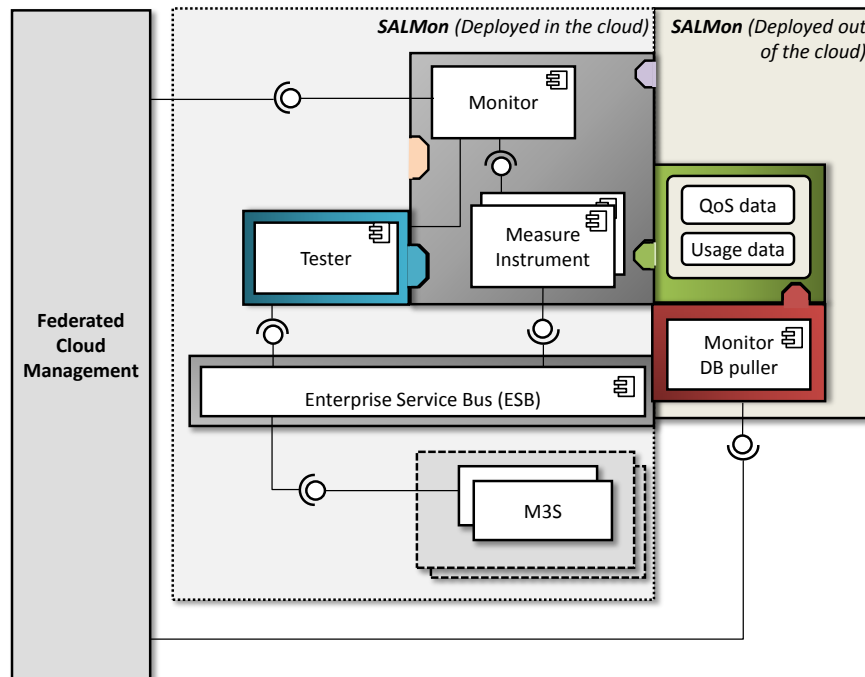 SALMon (Deployed in the cloud)
SALMon (Deployed out
of the cloud)
Monitor
QoS data
Usage data
Measure
Instrument
Tester
Federated
Cloud
Management
Monitor
DB puller
Enterprise Service Bus (ESB)
M3S